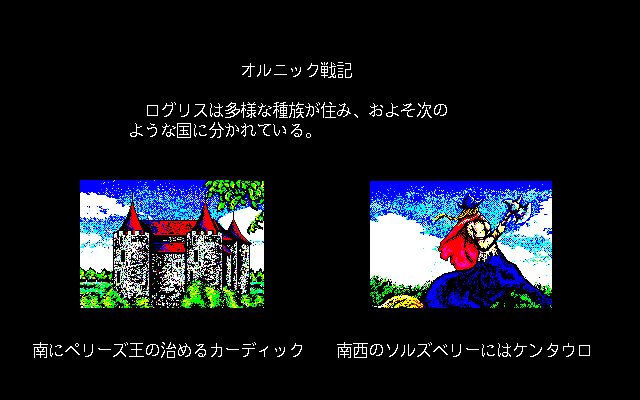 オルニック戦記
ログリスは多様な種族が住み、およそ次の
ような国に分かれている。
南にペリーズ王の治めるカーディック
南西のソルズベリーにはケンタウロ